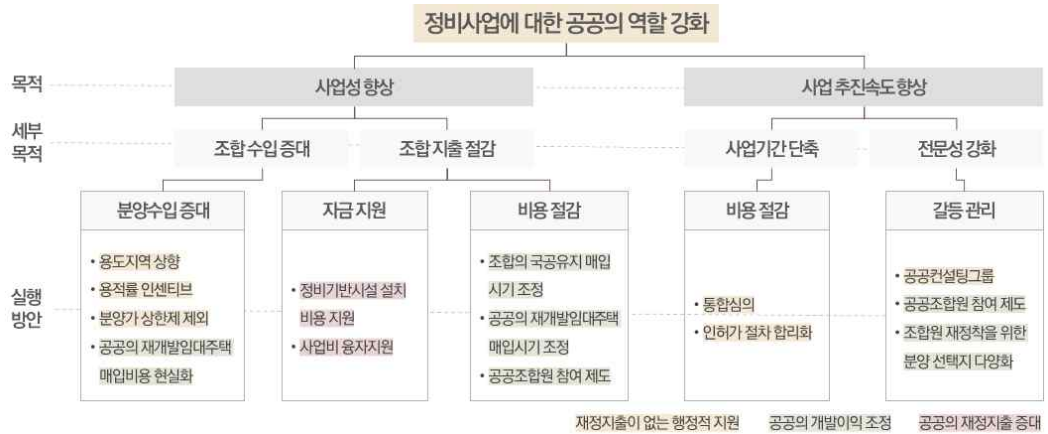 정비사업에 대한 공공의 역할 강화
목적
사업성 향상
사업 추진속도 향상
세부
목적
조합 수입 증대
조합 지출 절감
사업기간 단축
전문성 강화
분양수입 증대
• 용도지역 상향
• 용적률 인센티브
• 분양가 상한제 제외
• 공공의 재개발임대주택
매입비용 현실화
자금 지원
• 정비기반시설 설치
비용 지원
• 사업비 융자지원
비용 절감
• 조합의 국공유지 매입
시기 조정
• 공공의 재개발임대주택
매입시기 조정
• 공공조합원 참여 제도
비용 절감
• 통합심의
• 인허가 절차 합리화
갈등 관리
• 공공컨설팅그룹
• 공공조합원 참여 제도
• 조합원 재정착을 위한
분양 선택지 다양화
실행
방안
재정지출이 없는 행정적 지원
공공의 개발이익 조정
공공의 재정지출 증대